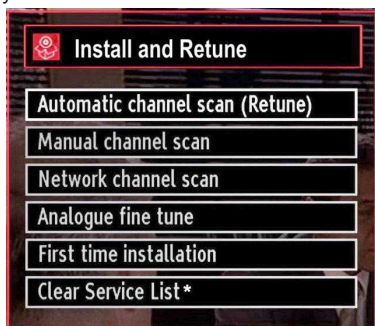 Install and Retune
Automatic channel scan (Retune)
Manual channel scan
Network channel scan
Analogue fine tune
First time installation
Clear Service List*